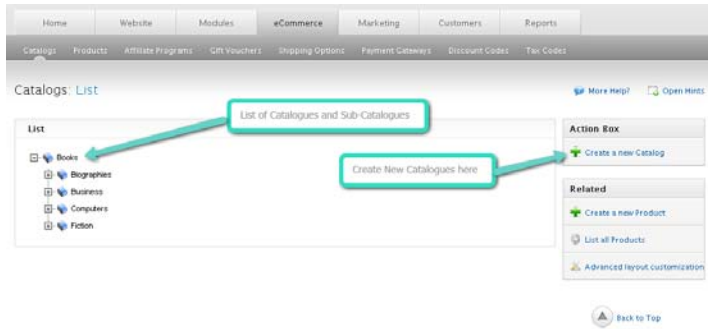 Home Website Modules eCommerce Marketing Customers Reports
Catalogs Products Affiliate Programs Gift Vouchers Shipping Options Payment Gateways Discount Codes Tax Codes
Catalogs: List
More Help? Open Hints
List of Catalogues and Sub-Catalogues
List
Books
Biographies
Business
Computers
Fiction
Create New Catalogues here
Action Box
Create a new Catalog
Related
Create a new Product
List all Products
Advanced layout customization
Back to Top